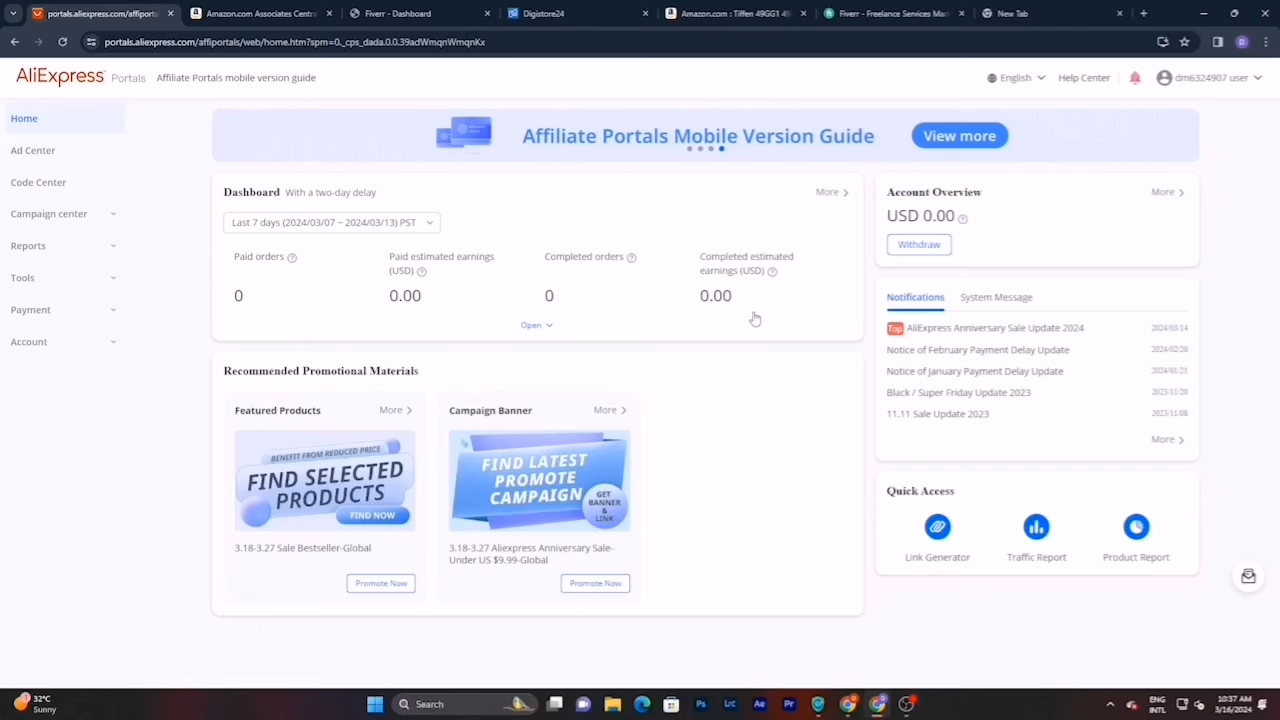 AliExpress
Amazon.com Associates Centr
Fiverr - Dashboard
Digistore24
Amazon.com : Tiffen 49GG1 49
Fiverr - Freelance Services Ma
New Tab
portals.aliexpress.com/affiportals/web/home.htm?spm=0._cps_dada.0.0.39adWmqnWmqnKx
AliExpress Portals Affiliate Portals mobile version guide
English
Help Center
dm6324907 user
Home
Ad Center
Code Center
Campaign center
Reports
Tools
Payment
Account
Affiliate Portals Mobile Version Guide
View more
Dashboard With a two-day delay
More
Last 7 days (2024/03/07 ~ 2024/03/13) PST
Paid orders
0
Paid estimated earnings
(USD)
0.00
Completed orders
0
Completed estimated
earnings (USD)
0.00
Open
Recommended Promotional Materials
Featured Products
More
BENEFIT FROM REDUCED PRICE
FIND SELECTED
PRODUCTS
FIND NOW
3.18-3.27 Sale Bestseller-Global
Promote Now
Campaign Banner
More
FIND LATEST
PROMOTE
CAMPAIGN
GET
BANNER
&
LINK
3.18-3.27 Aliexpress Anniversary Sale-
Under US $9.99-Global
Promote Now
Account Overview
More
USD 0.00
Withdraw
Notifications
System Message
Top AliExpress Anniversary Sale Update 2024 2024/03/14
Notice of February Payment Delay Update 2024/02/20
Notice of January Payment Delay Update 2024/01/21
Black / Super Friday Update 2023 2023/11/20
11.11 Sale Update 2023 2023/11/08
More
Quick Access
Link Generator
Traffic Report
Product Report
32°C
Sunny
Search
Ps
Lrc
Ae
Pr
ENG
INTL
10:37 AM
3/16/2024